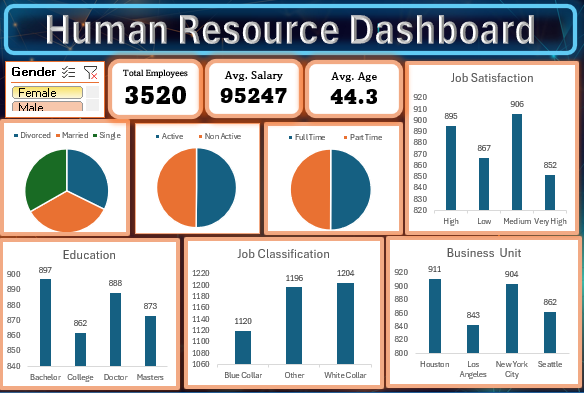 Human Resource Dashboard
Gender
Female
Male
Total Employees
3520
Avg. Salary
95247
Avg. Age
44.3
Job Satisfaction
920
910
900
890
880
870
860
850
840
830
820
895
867
906
852
High Low Medium Very High
Divorced Married Single
Active Non Active
Full Time Part Time
Education
900
890
880
870
860
850
840
897
862
888
873
Bachelor College Doctor Masters
Job Classification
1220
1200
1180
1160
1140
1120
1100
1080
1060
1120
1196
1204
Blue Collar Other White Collar
Business Unit
920
900
880
860
840
820
800
911
843
904
862
Houston Los Angeles New York City Seattle